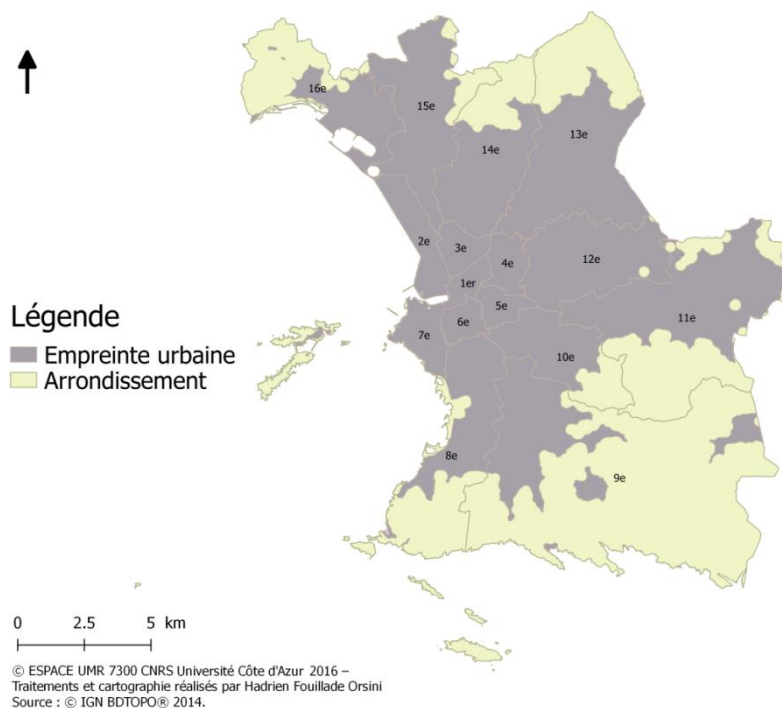 16e
15e
13e
14e
2e
3e
4e
12e
1er
5e
11e
7e
6e
10e
8e
9e
Légende
Empreinte urbaine
Arrondissement
0 2.5 5 km
© ESPACE UMR 7300 CNRS Université Côte d'Azur 2016 –
Traitements et cartographie réalisés par Hadrien Fouillade Orsini
Source : © IGN BDTOPO® 2014.